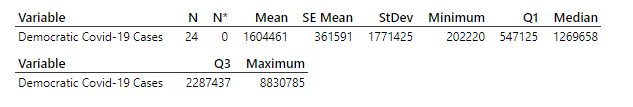 Variable N N* Mean SE Mean StDev Minimum Q1 Median
Democratic Covid-19 Cases 24 0 1604461 361591 1771425 202220 547125 1269658
Variable Q3 Maximum
Democratic Covid-19 Cases 2287437 8830785